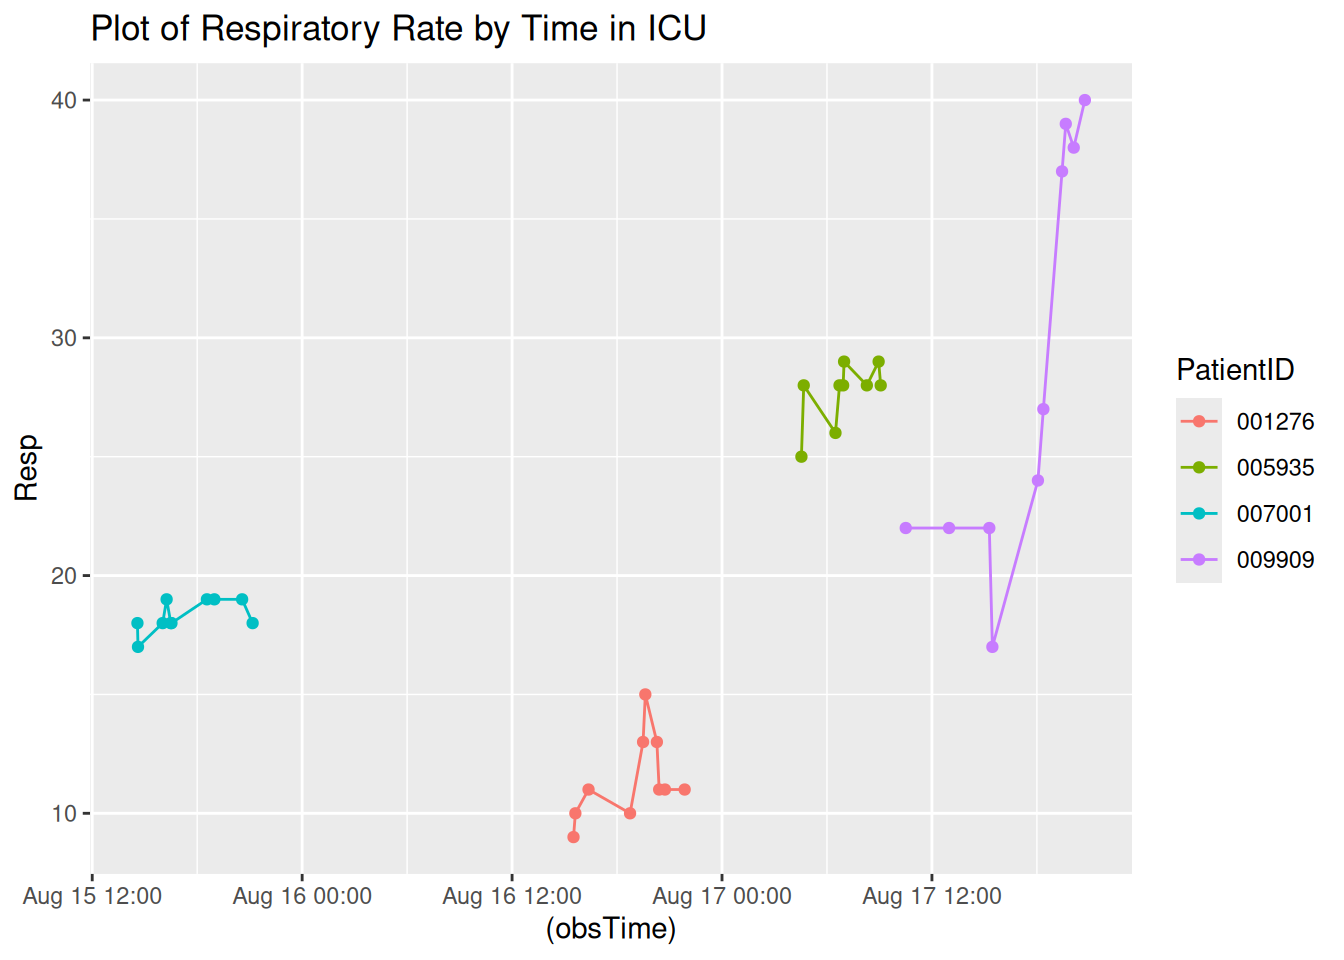 Plot of Respiratory Rate by Time in ICU
40
30
20
10
Resp
Aug 15 12:00 Aug 16 00:00 Aug 16 12:00 Aug 17 00:00 Aug 17 12:00
(obsTime)
PatientID
001276
005935
007001
009909